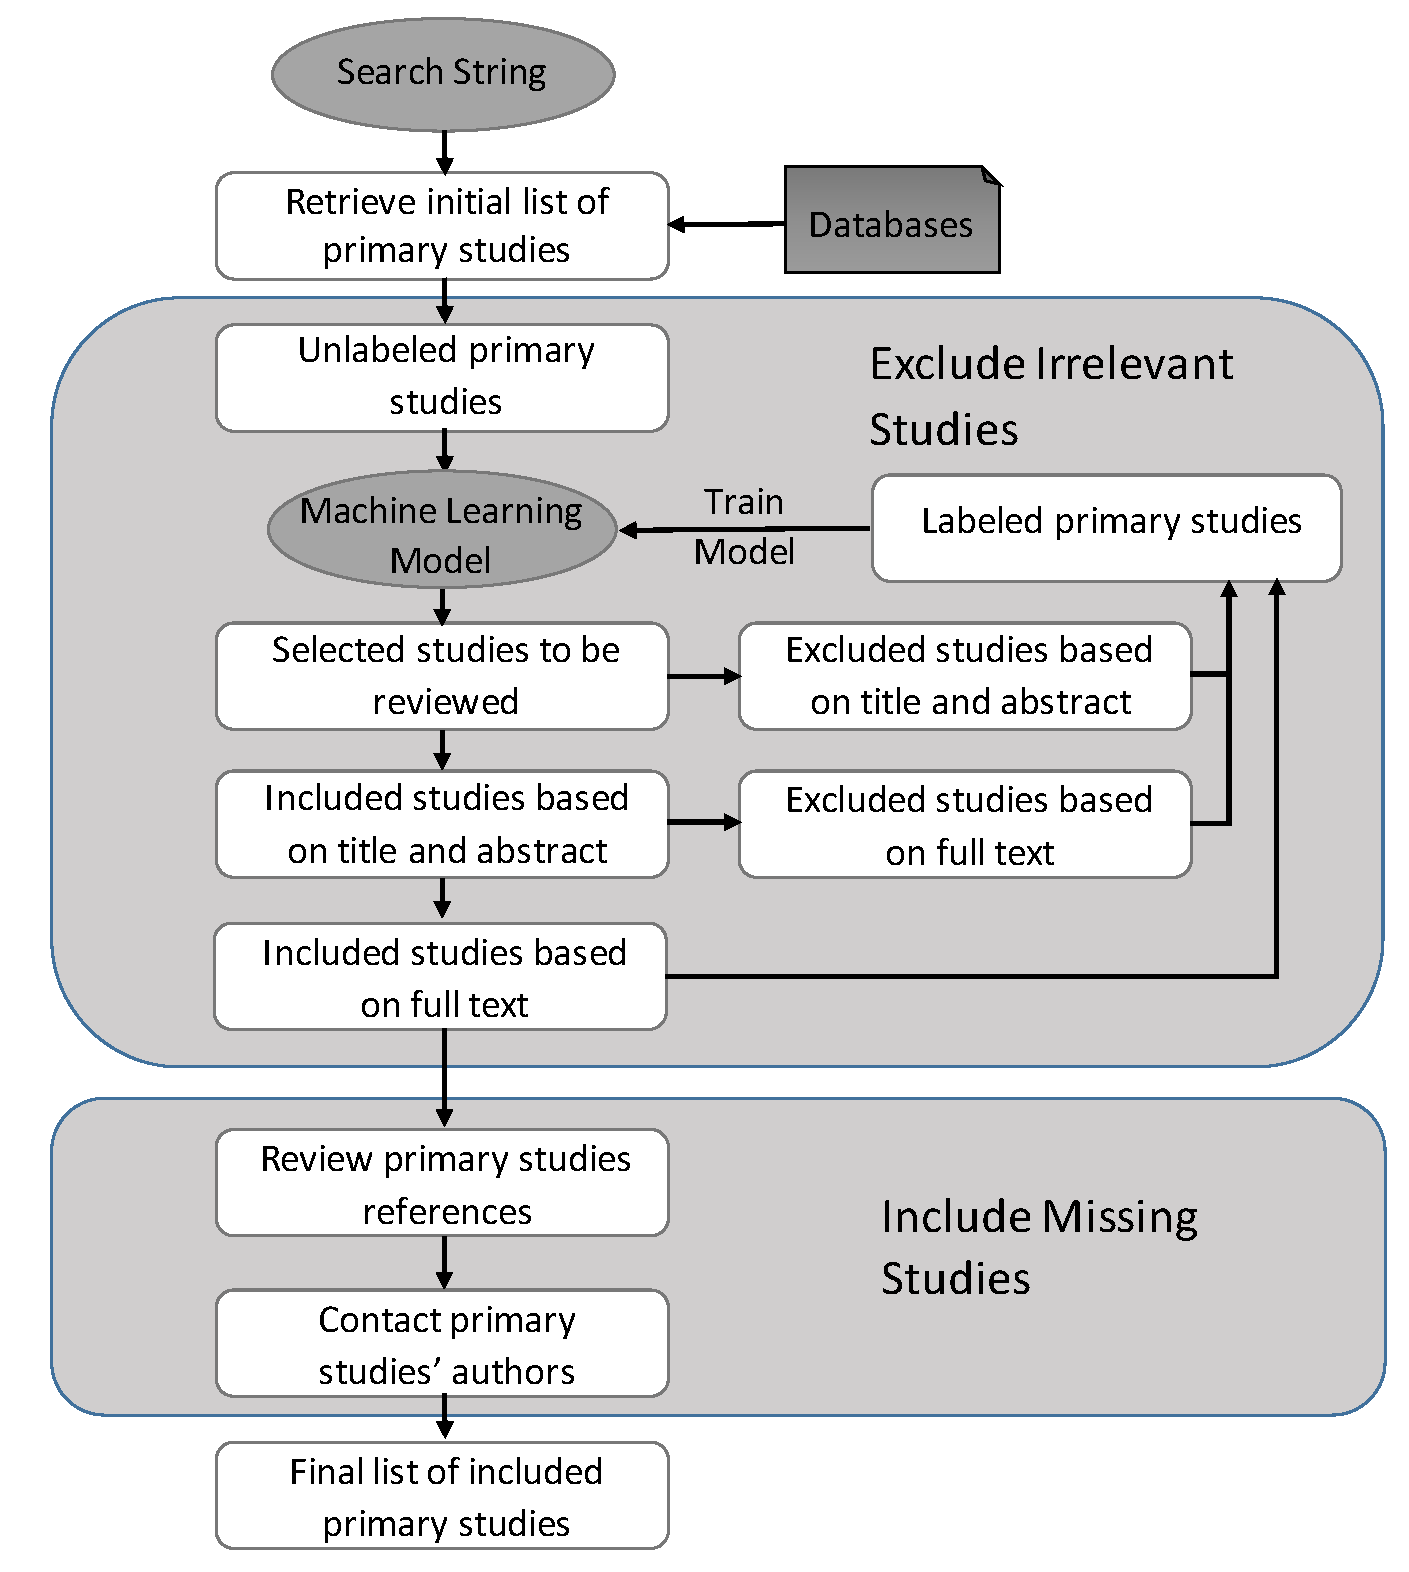 Search String
Retrieve initial list of
primary studies
Databases
Unlabeled primary
studies
Exclude Irrelevant
Studies
Machine Learning
Model
Train
Model
Labeled primary studies
Selected studies to be
reviewed
Excluded studies based
on title and abstract
Included studies based
on title and abstract
Excluded studies based
on full text
Included studies based
on full text
Review primary studies
references
Include Missing
Studies
Contact primary
studies’ authors
Final list of included
primary studies